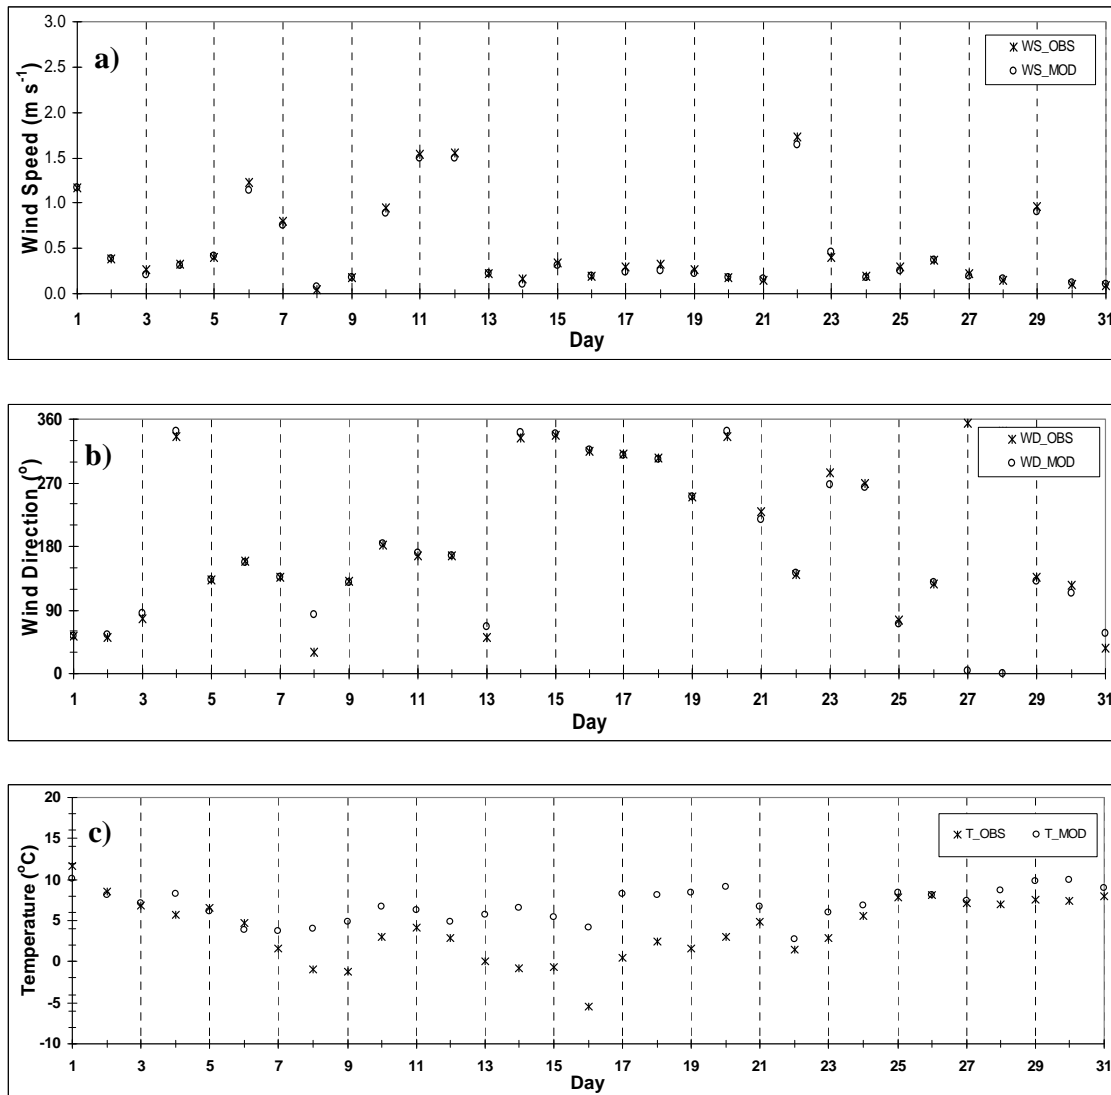 a)
WS_OBS
WS_MOD
Wind Speed (m s-1)
3.0
2.5
2.0
1.5
1.0
0.5
0.0
1 3 5 7 9 11 13 15 17 19 21 23 25 27 29 31
Day
b)
WD_OBS
WD_MOD
Wind Direction (o)
360
270
180
90
0
1 3 5 7 9 11 13 15 17 19 21 23 25 27 29 31
Day
c)
T_OBS T_MOD
Temperature (oC)
20
15
10
5
0
-5
-10
1 3 5 7 9 11 13 15 17 19 21 23 25 27 29 31
Day